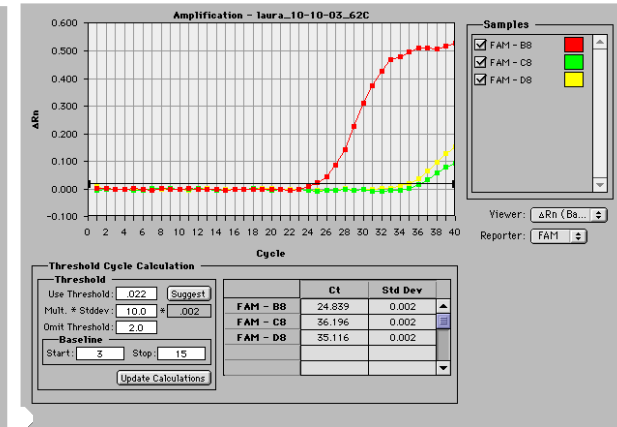 Amplification - laura_10-10-03_62C
0.600
0.500
0.400
0.300
0.200
0.100
0.000
-0.100
ΔRn
0 2 4 6 8 10 12 14 16 18 20 22 24 26 28 30 32 34 36 38 40
Cycle
Samples
FAM - B8
FAM - C8
FAM - D8
Viewer: ΔRn (Ba...
Reporter: FAM
Threshold Cycle Calculation
Threshold
Use Threshold: .022 Suggest
Mult. * Stddev: 10.0 * .002
Omit Threshold: 2.0
Baseline
Start: 3 Stop: 15
Update Calculations
Ct Std Dev
FAM - B8 24.839 0.002
FAM - C8 36.196 0.002
FAM - D8 35.116 0.002